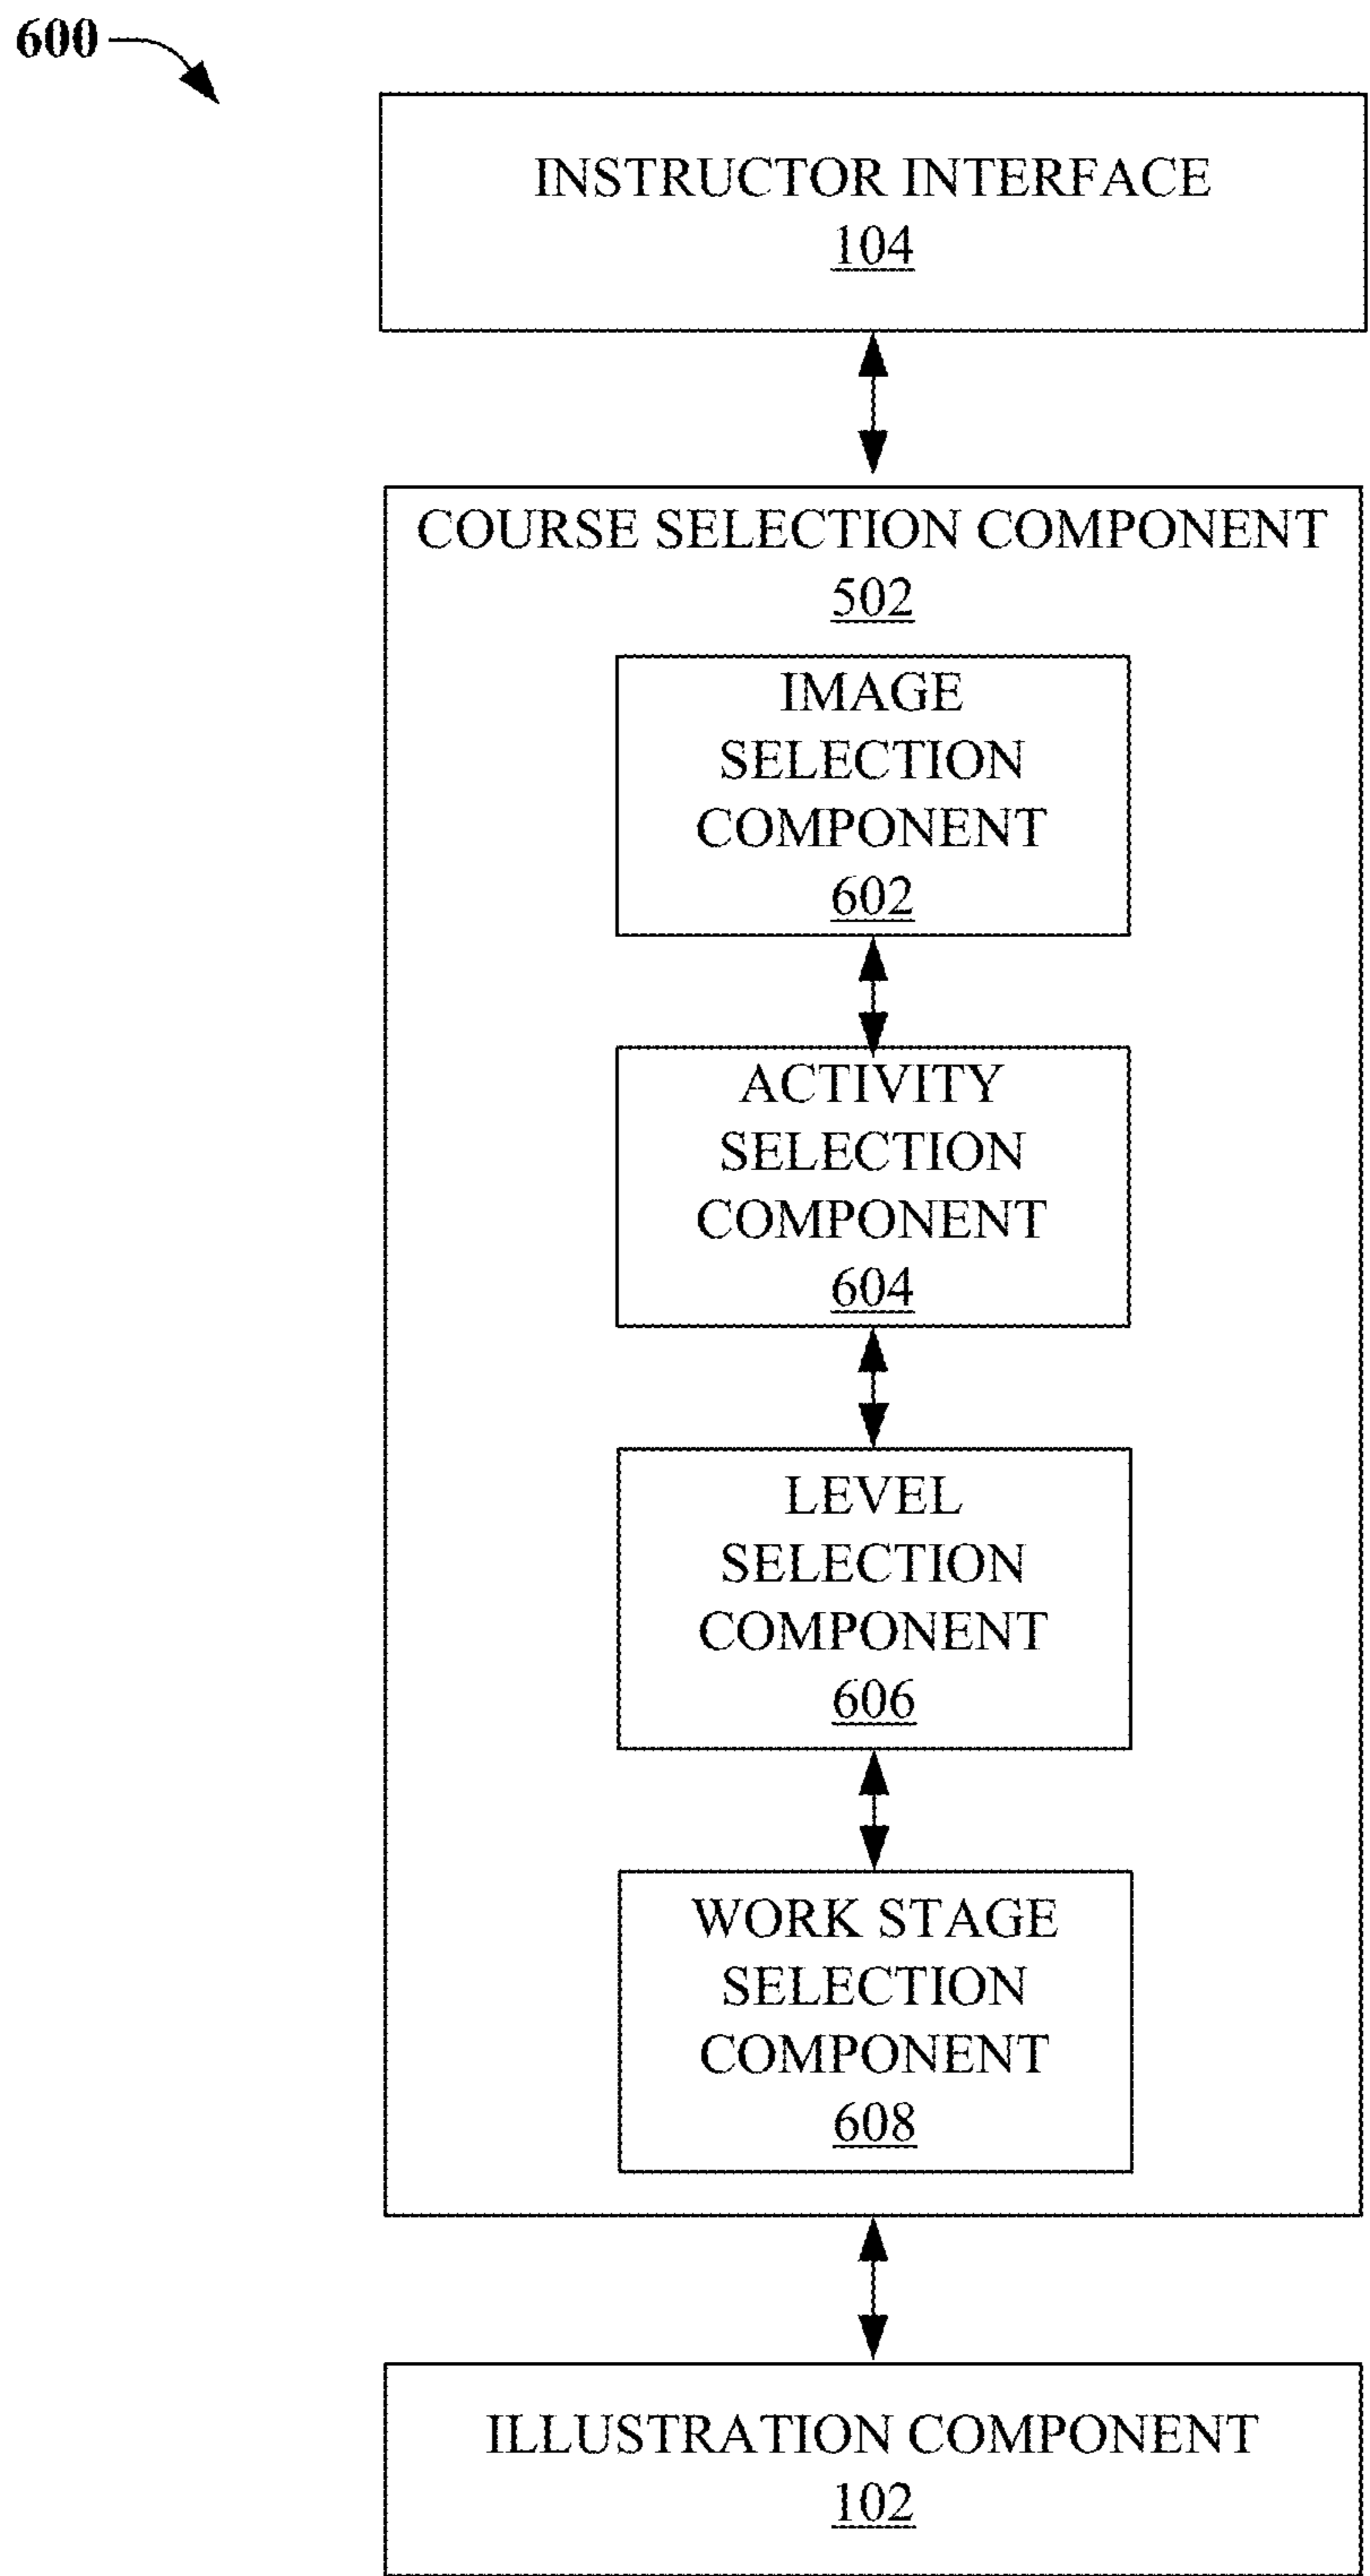 600
INSTRUCTOR INTERFACE
104
COURSE SELECTION COMPONENT
502
IMAGE
SELECTION
COMPONENT
602
ACTIVITY
SELECTION
COMPONENT
604
LEVEL
SELECTION
COMPONENT
606
WORK STAGE
SELECTION
COMPONENT
608
ILLUSTRATION COMPONENT
102